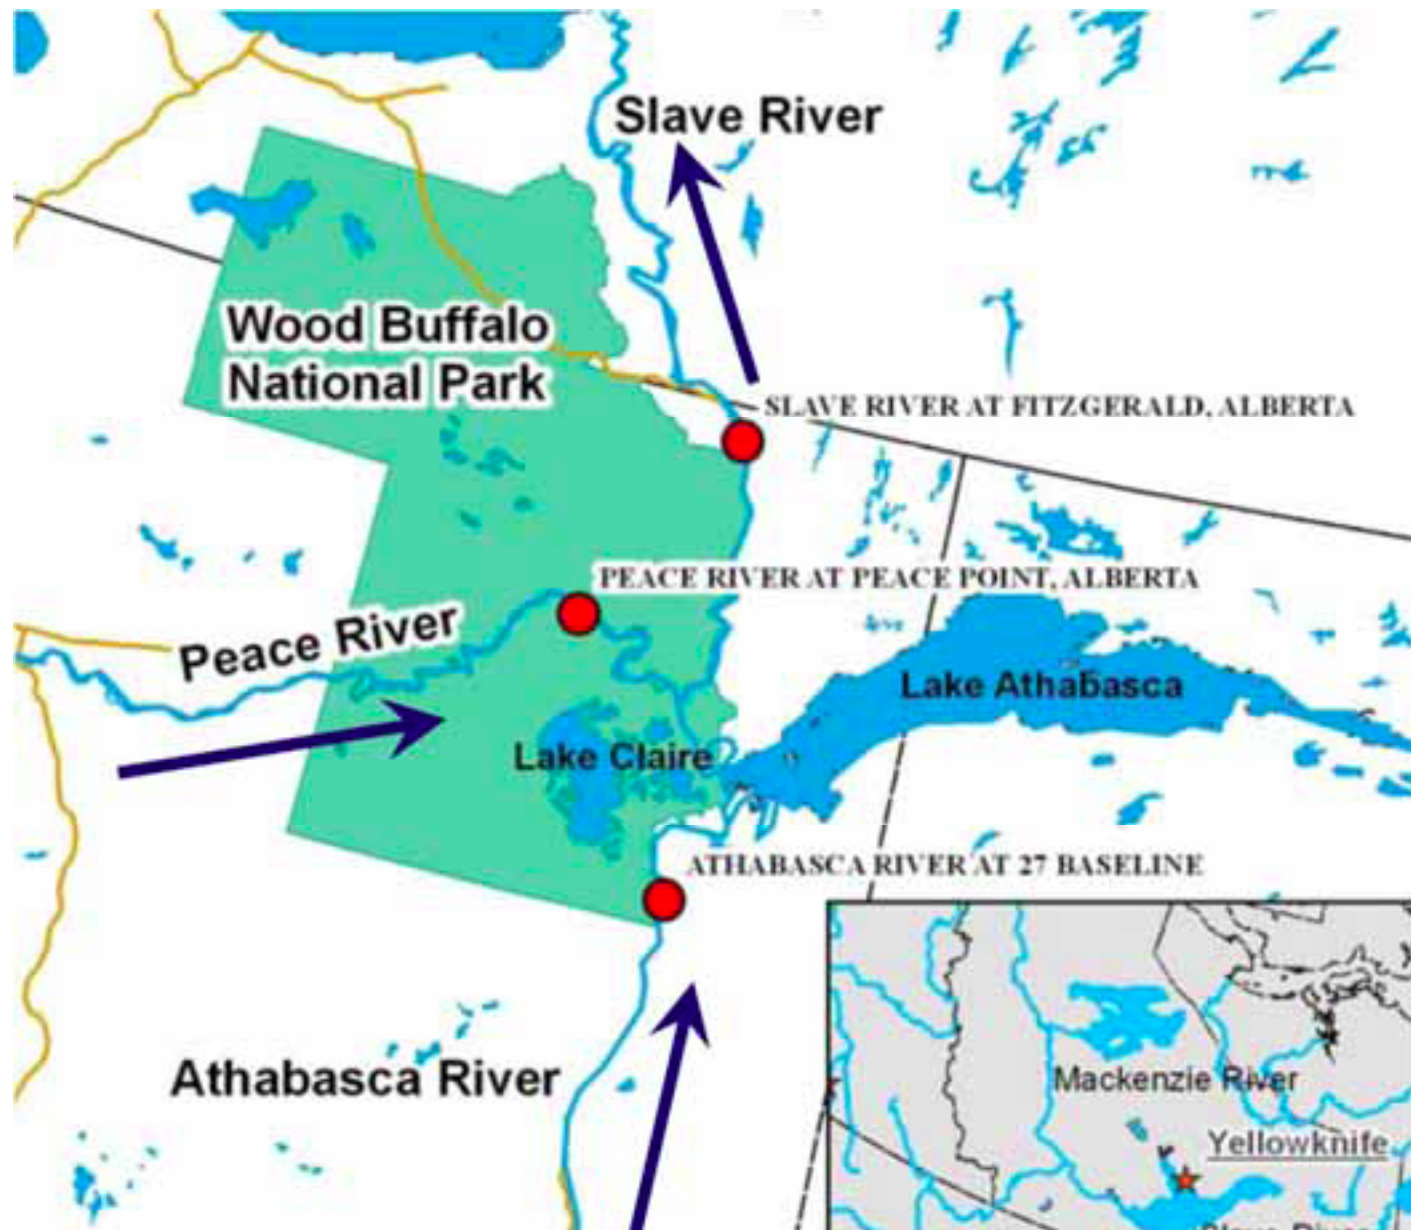 Slave River
Wood Buffalo
National Park
SLAVE RIVER AT FITZGERALD, ALBERTA
PEACE RIVER AT PEACE POINT, ALBERTA
Peace River
Lake Athabasca
Lake Claire
ATHABASCA RIVER AT 27 BASELINE
Athabasca River
Mackenzie River
Yellowknife